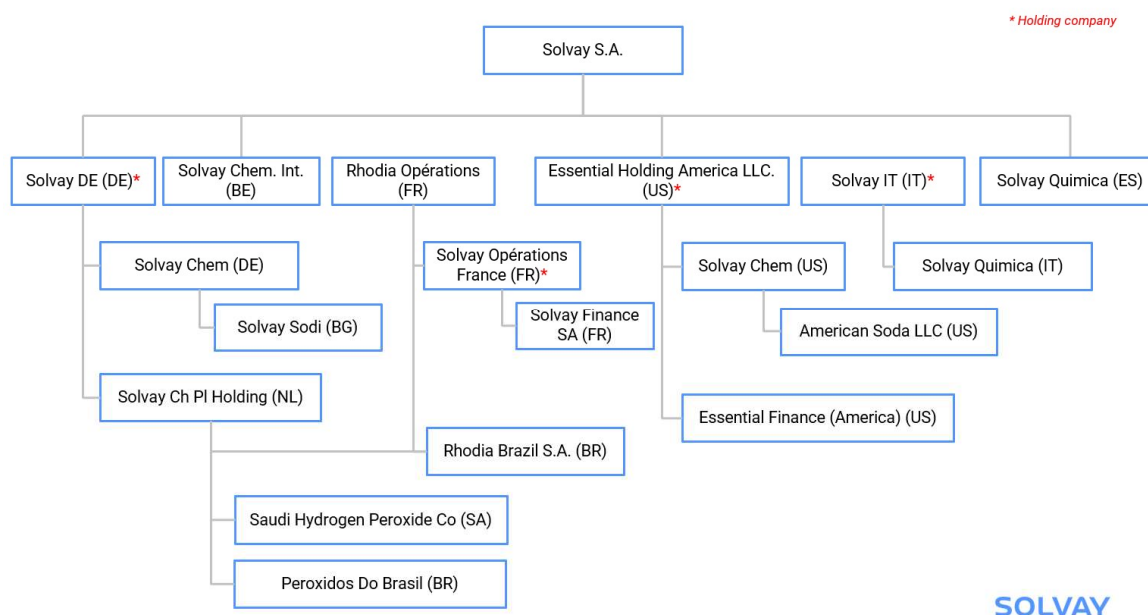 * Holding company
Solvay S.A.
Solvay DE (DE)*
Solvay Chem. Int.
(BE)
Rhodia Opérations
(FR)
Essential Holding America LLC.
(US)*
Solvay IT (IT)*
Solvay Quimica (ES)
Solvay Chem (DE)
Solvay Opérations
France (FR)*
Solvay Chem (US)
Solvay Quimica (IT)
Solvay Sodi (BG)
Solvay Finance
SA (FR)
American Soda LLC (US)
Solvay Ch Pl Holding (NL)
Essential Finance (America) (US)
Rhodia Brazil S.A. (BR)
Saudi Hydrogen Peroxide Co (SA)
Peroxidos Do Brasil (BR)
SOLVAY